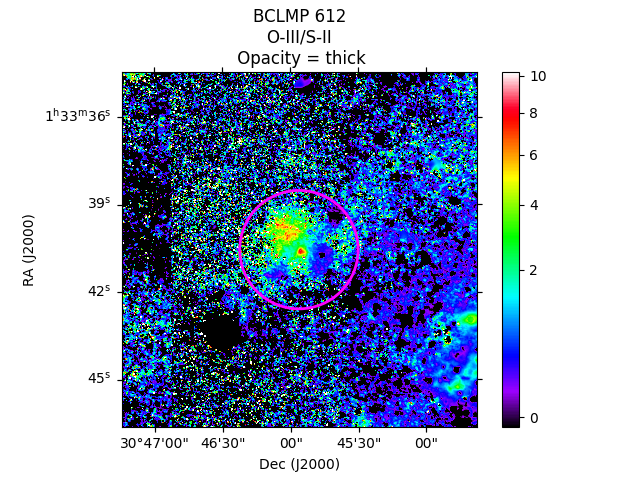 BCLMP 612
O-III/S-II
Opacity = thick
1ʰ33ᵐ36ˢ
39ˢ
42ˢ
45ˢ
RA (J2000)
30°47'00" 46'30" 00" 45'30" 00"
Dec (J2000)
10
8
6
4
2
0